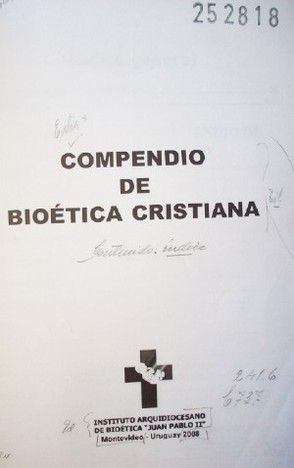 252818
COMPENDIO
DE
BIOÉTICA CRISTIANA
Contenido: índice
241.6
C737
INSTITUTO ARQUIDIOCESANO
DE BIOÉTICA "JUAN PABLO II"
Montevideo - Uruguay 2008